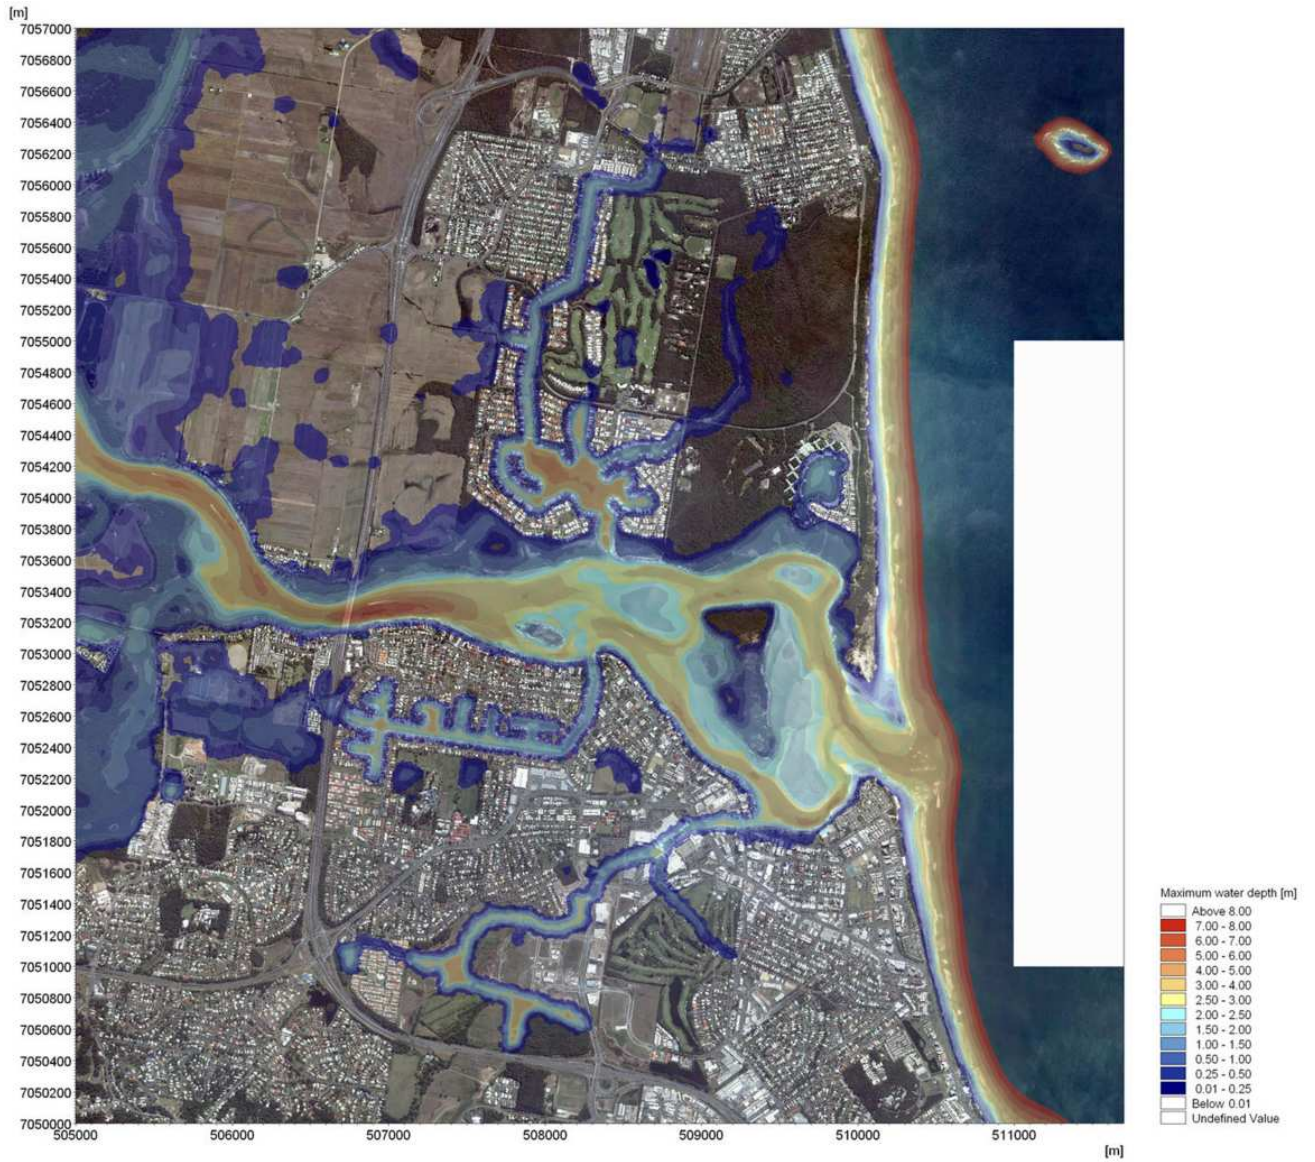 [m]
7057000
7056800
7056600
7056400
7056200
7056000
7055800
7055600
7055400
7055200
7055000
7054800
7054600
7054400
7054200
7054000
7053800
7053600
7053400
7053200
7053000
7052800
7052600
7052400
7052200
7052000
7051800
7051600
7051400
7051200
7051000
7050800
7050600
7050400
7050200
7050000
505000 506000 507000 508000 509000 510000 511000
[m]
Maximum water depth [m]
Above 8.00
7.00 - 8.00
6.00 - 7.00
5.00 - 6.00
4.00 - 5.00
3.00 - 4.00
2.50 - 3.00
2.00 - 2.50
1.50 - 2.00
1.00 - 1.50
0.50 - 1.00
0.25 - 0.50
0.01 - 0.25
Below 0.01
Undefined Value